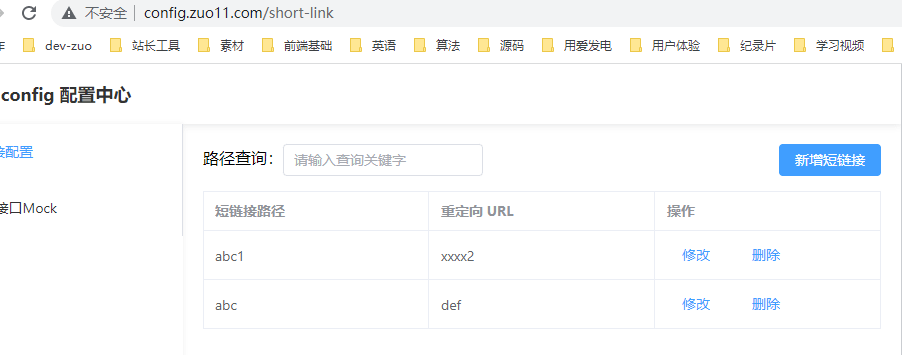 不安全 config.zuo11.com/short-link
dev-zuo 站长工具 素材 前端基础 英语 算法 源码 用爱发电 用户体验 纪录片 学习视频
config 配置中心
接配置
接口Mock
路径查询： 请输入查询关键字 新增短链接
短链接路径 重定向 URL 操作
abc1 xxxx2 修改 删除
abc def 修改 删除